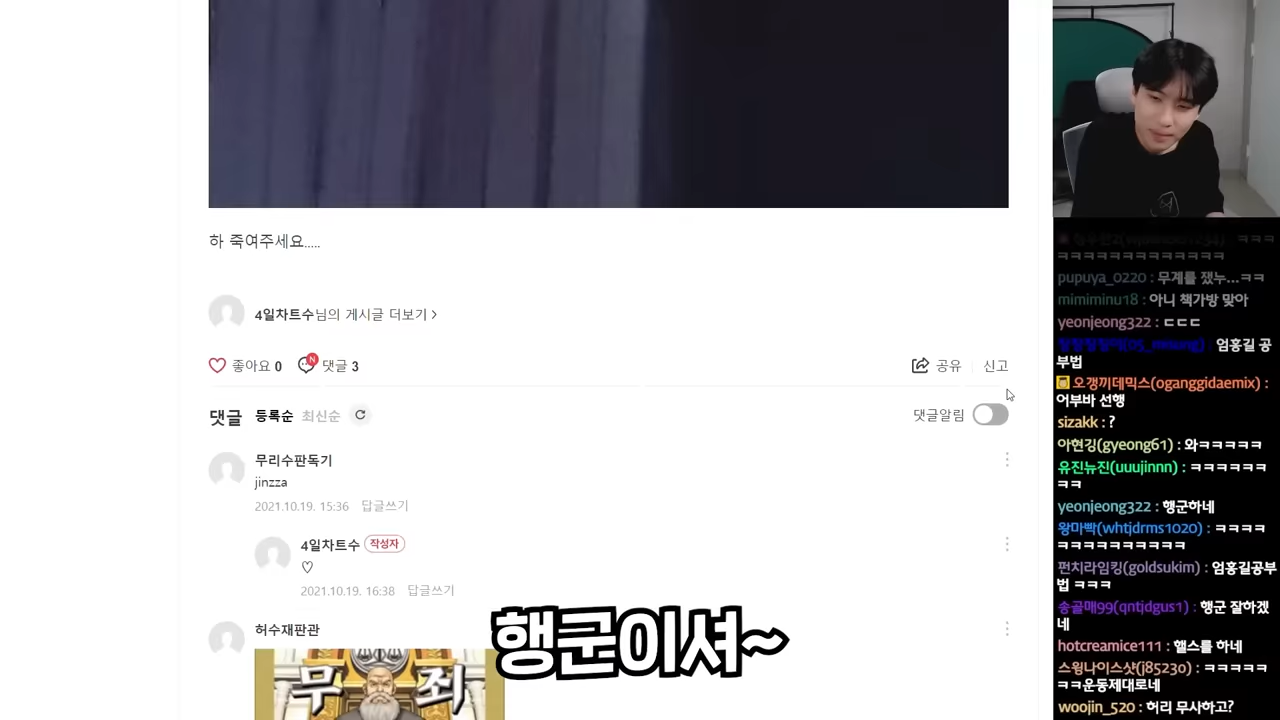 하 죽여주세요.....
4일차트수님의 게시글 더보기 >
좋아요 0 N 댓글 3
공유 신고
댓글 등록순 최신순
댓글알림
무리수판독기
jinzza
2021.10.19. 15:36 답글쓰기
4일차트수 작성자
♡
2021.10.19. 16:38 답글쓰기
허수재판관
무죄
행군이셔~
ㅋㅋㅋ
ㅋㅋㅋㅋㅋㅋㅋㅋㅋㅋㅋㅋㅋ
pupuya_0220 : 무계를 쟀누...ㅋㅋ
mimiminu18 : 아니 책가방 맞아
yeonjeong322 : ㄷㄷㄷ
엄홍길 공
부법
오갱끼데믹스(oganggidaemix) :
어부바 선행
sizakk : ?
아현깅(gyeong61) : 와ㅋㅋㅋㅋㅋ
유진뉴진(uuujinnn) : ㅋㅋㅋㅋㅋㅋ
ㅋㅋ
yeonjeong322 : 행군하네
왕마빡(whtjdrms1020) : ㅋㅋㅋㅋ
ㅋㅋㅋㅋㅋㅋㅋㅋㅋㅋ
펀치라임킹(goldsukim) : 엄홍길공부
법 ㅋㅋㅋ
송골매99(qntjdgus1) : 행군 잘하겠
네
hotcreamice111 : 헬스를 하네
스윙나이스샷(j85230) : ㅋㅋㅋㅋㅋ
ㅋㅋ운동제대로네
woojin_520 : 허리 무사하고?